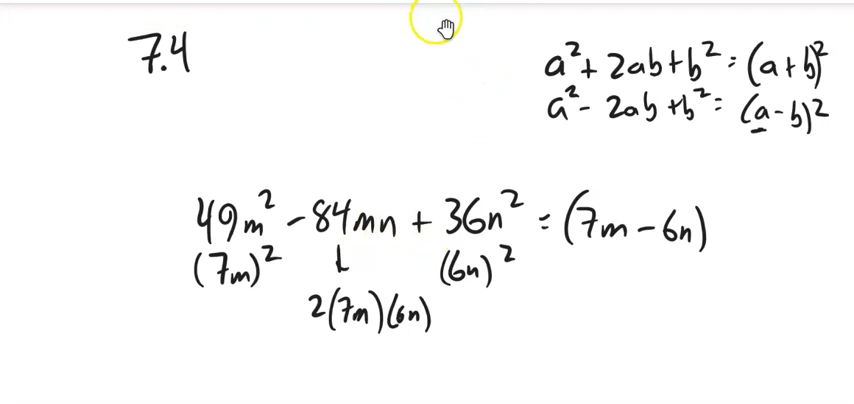 7.4
a² + 2ab + b² = (a + b)²
a² - 2ab + b² = (a - b)²
49m² - 84mn + 36n² = (7m - 6n)
(7m)² ↓ (6n)²
2(7m)(6n)